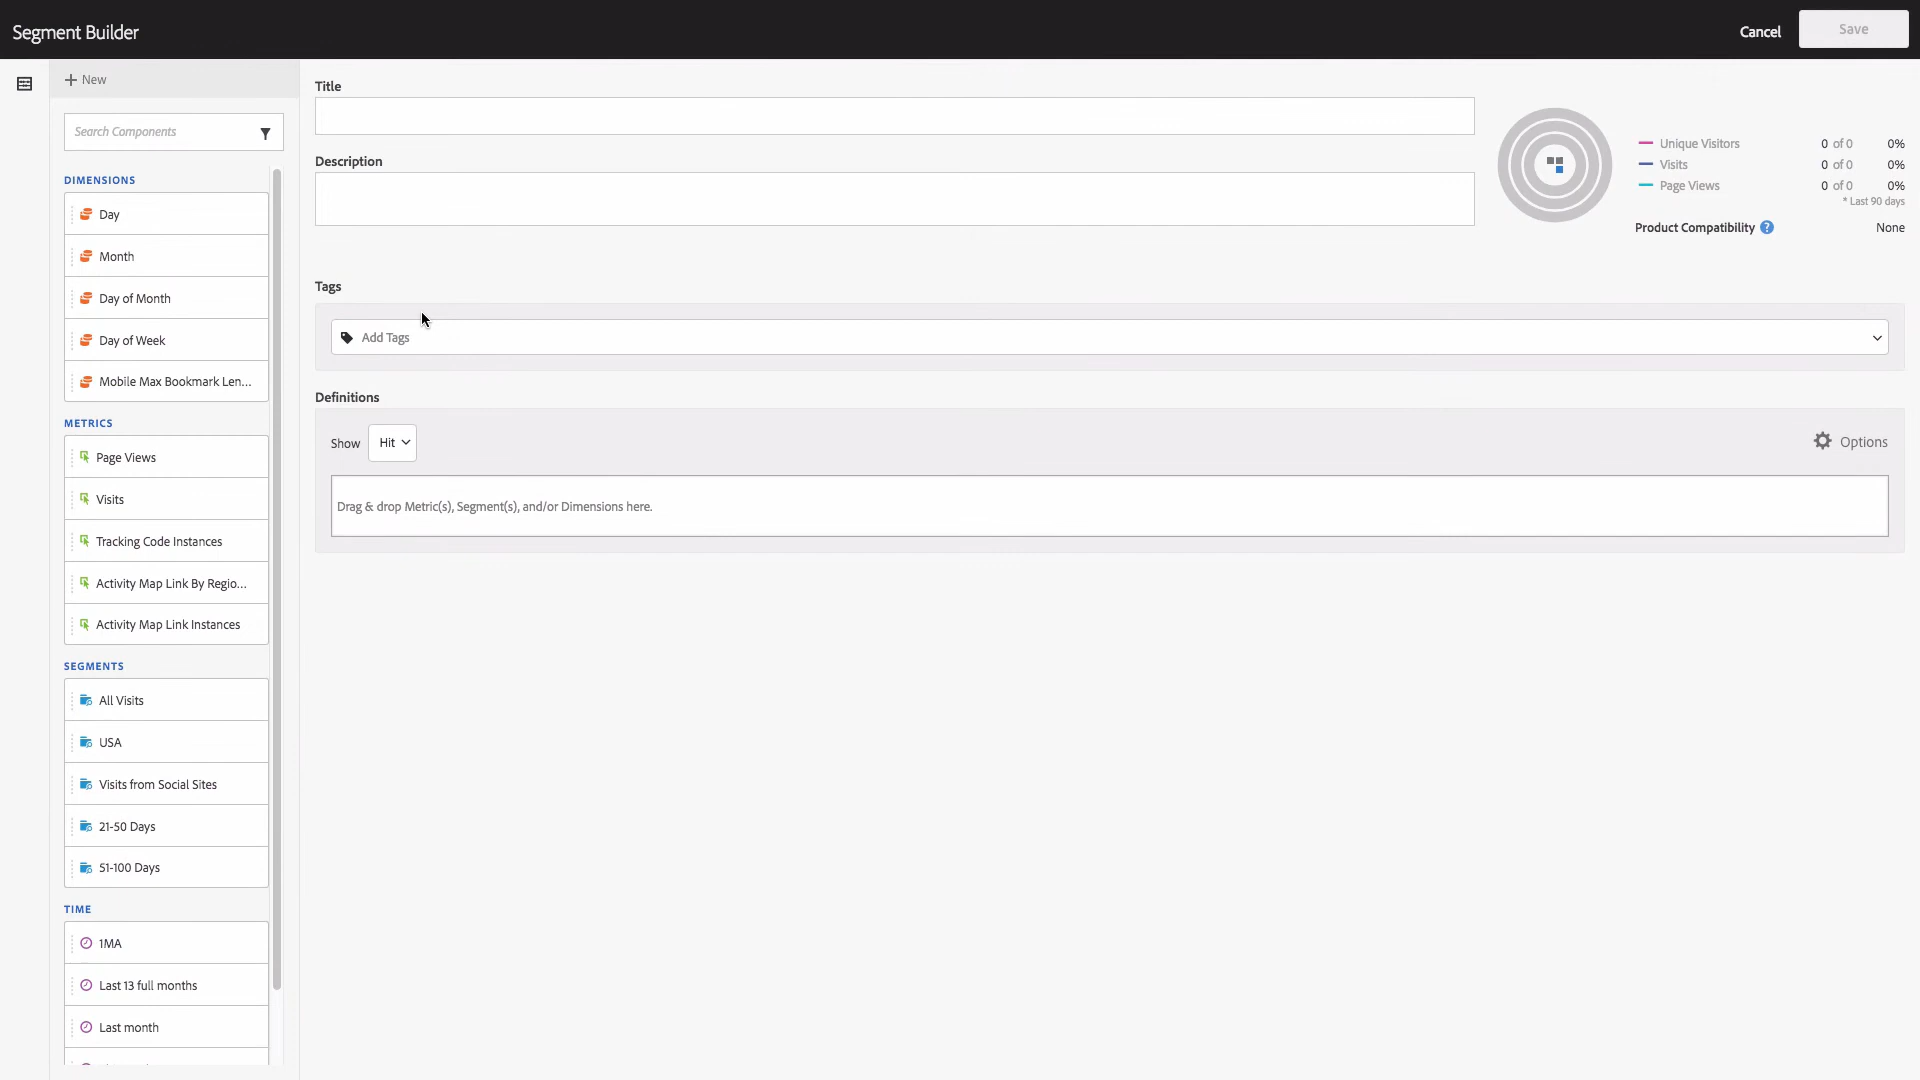 Segment Builder
Cancel
Save
New
Search Components
DIMENSIONS
Day
Month
Day of Month
Day of Week
Mobile Max Bookmark Len...
METRICS
Page Views
Visits
Tracking Code Instances
Activity Map Link By Regio...
Activity Map Link Instances
SEGMENTS
All Visits
USA
Visits from Social Sites
21-50 Days
51-100 Days
TIME
1MA
Last 13 full months
Last month
Title
Description
Unique Visitors 0 of 0 0%
Visits 0 of 0 0%
Page Views 0 of 0 0%
* Last 90 days
Product Compatibility ? None
Tags
Add Tags
Definitions
Show Hit
Options
Drag & drop Metric(s), Segment(s), and/or Dimensions here.